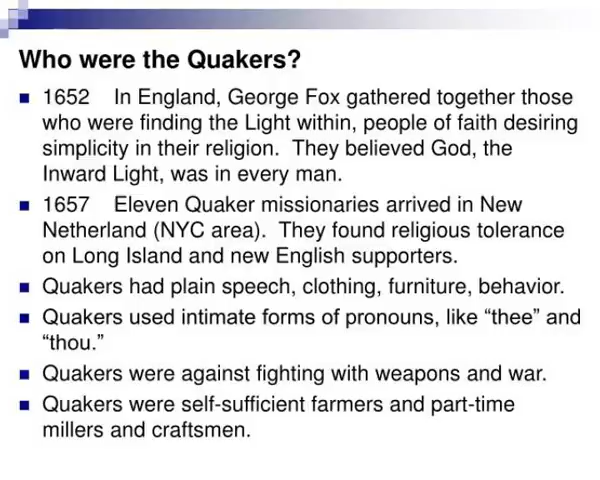 Who were the Quakers?
1652 In England, George Fox gathered together those
who were finding the Light within, people of faith desiring
simplicity in their religion. They believed God, the
Inward Light, was in every man.
1657 Eleven Quaker missionaries arrived in New
Netherland (NYC area). They found religious tolerance
on Long Island and new English supporters.
Quakers had plain speech, clothing, furniture, behavior.
Quakers used intimate forms of pronouns, like “thee” and
“thou.”
Quakers were against fighting with weapons and war.
Quakers were self-sufficient farmers and part-time
millers and craftsmen.